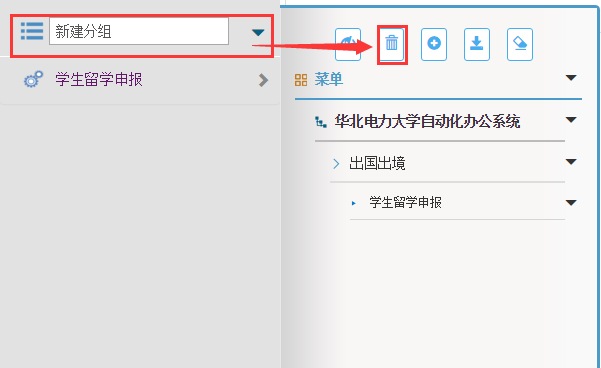 新建分组
学生留学申报
菜单
华北电力大学自动化办公系统
出国出境
学生留学申报